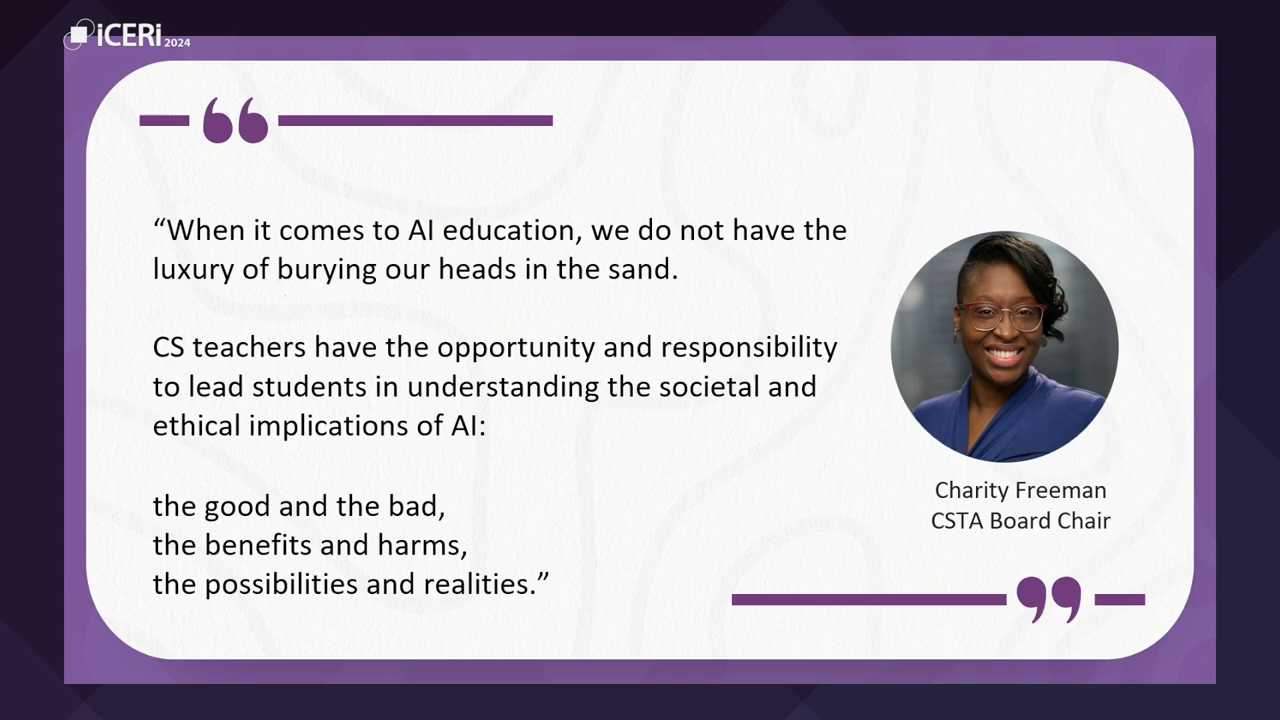 iCERi 2024
“When it comes to AI education, we do not have the
luxury of burying our heads in the sand.
CS teachers have the opportunity and responsibility
to lead students in understanding the societal and
ethical implications of AI:
the good and the bad,
the benefits and harms,
the possibilities and realities.”
Charity Freeman
CSTA Board Chair